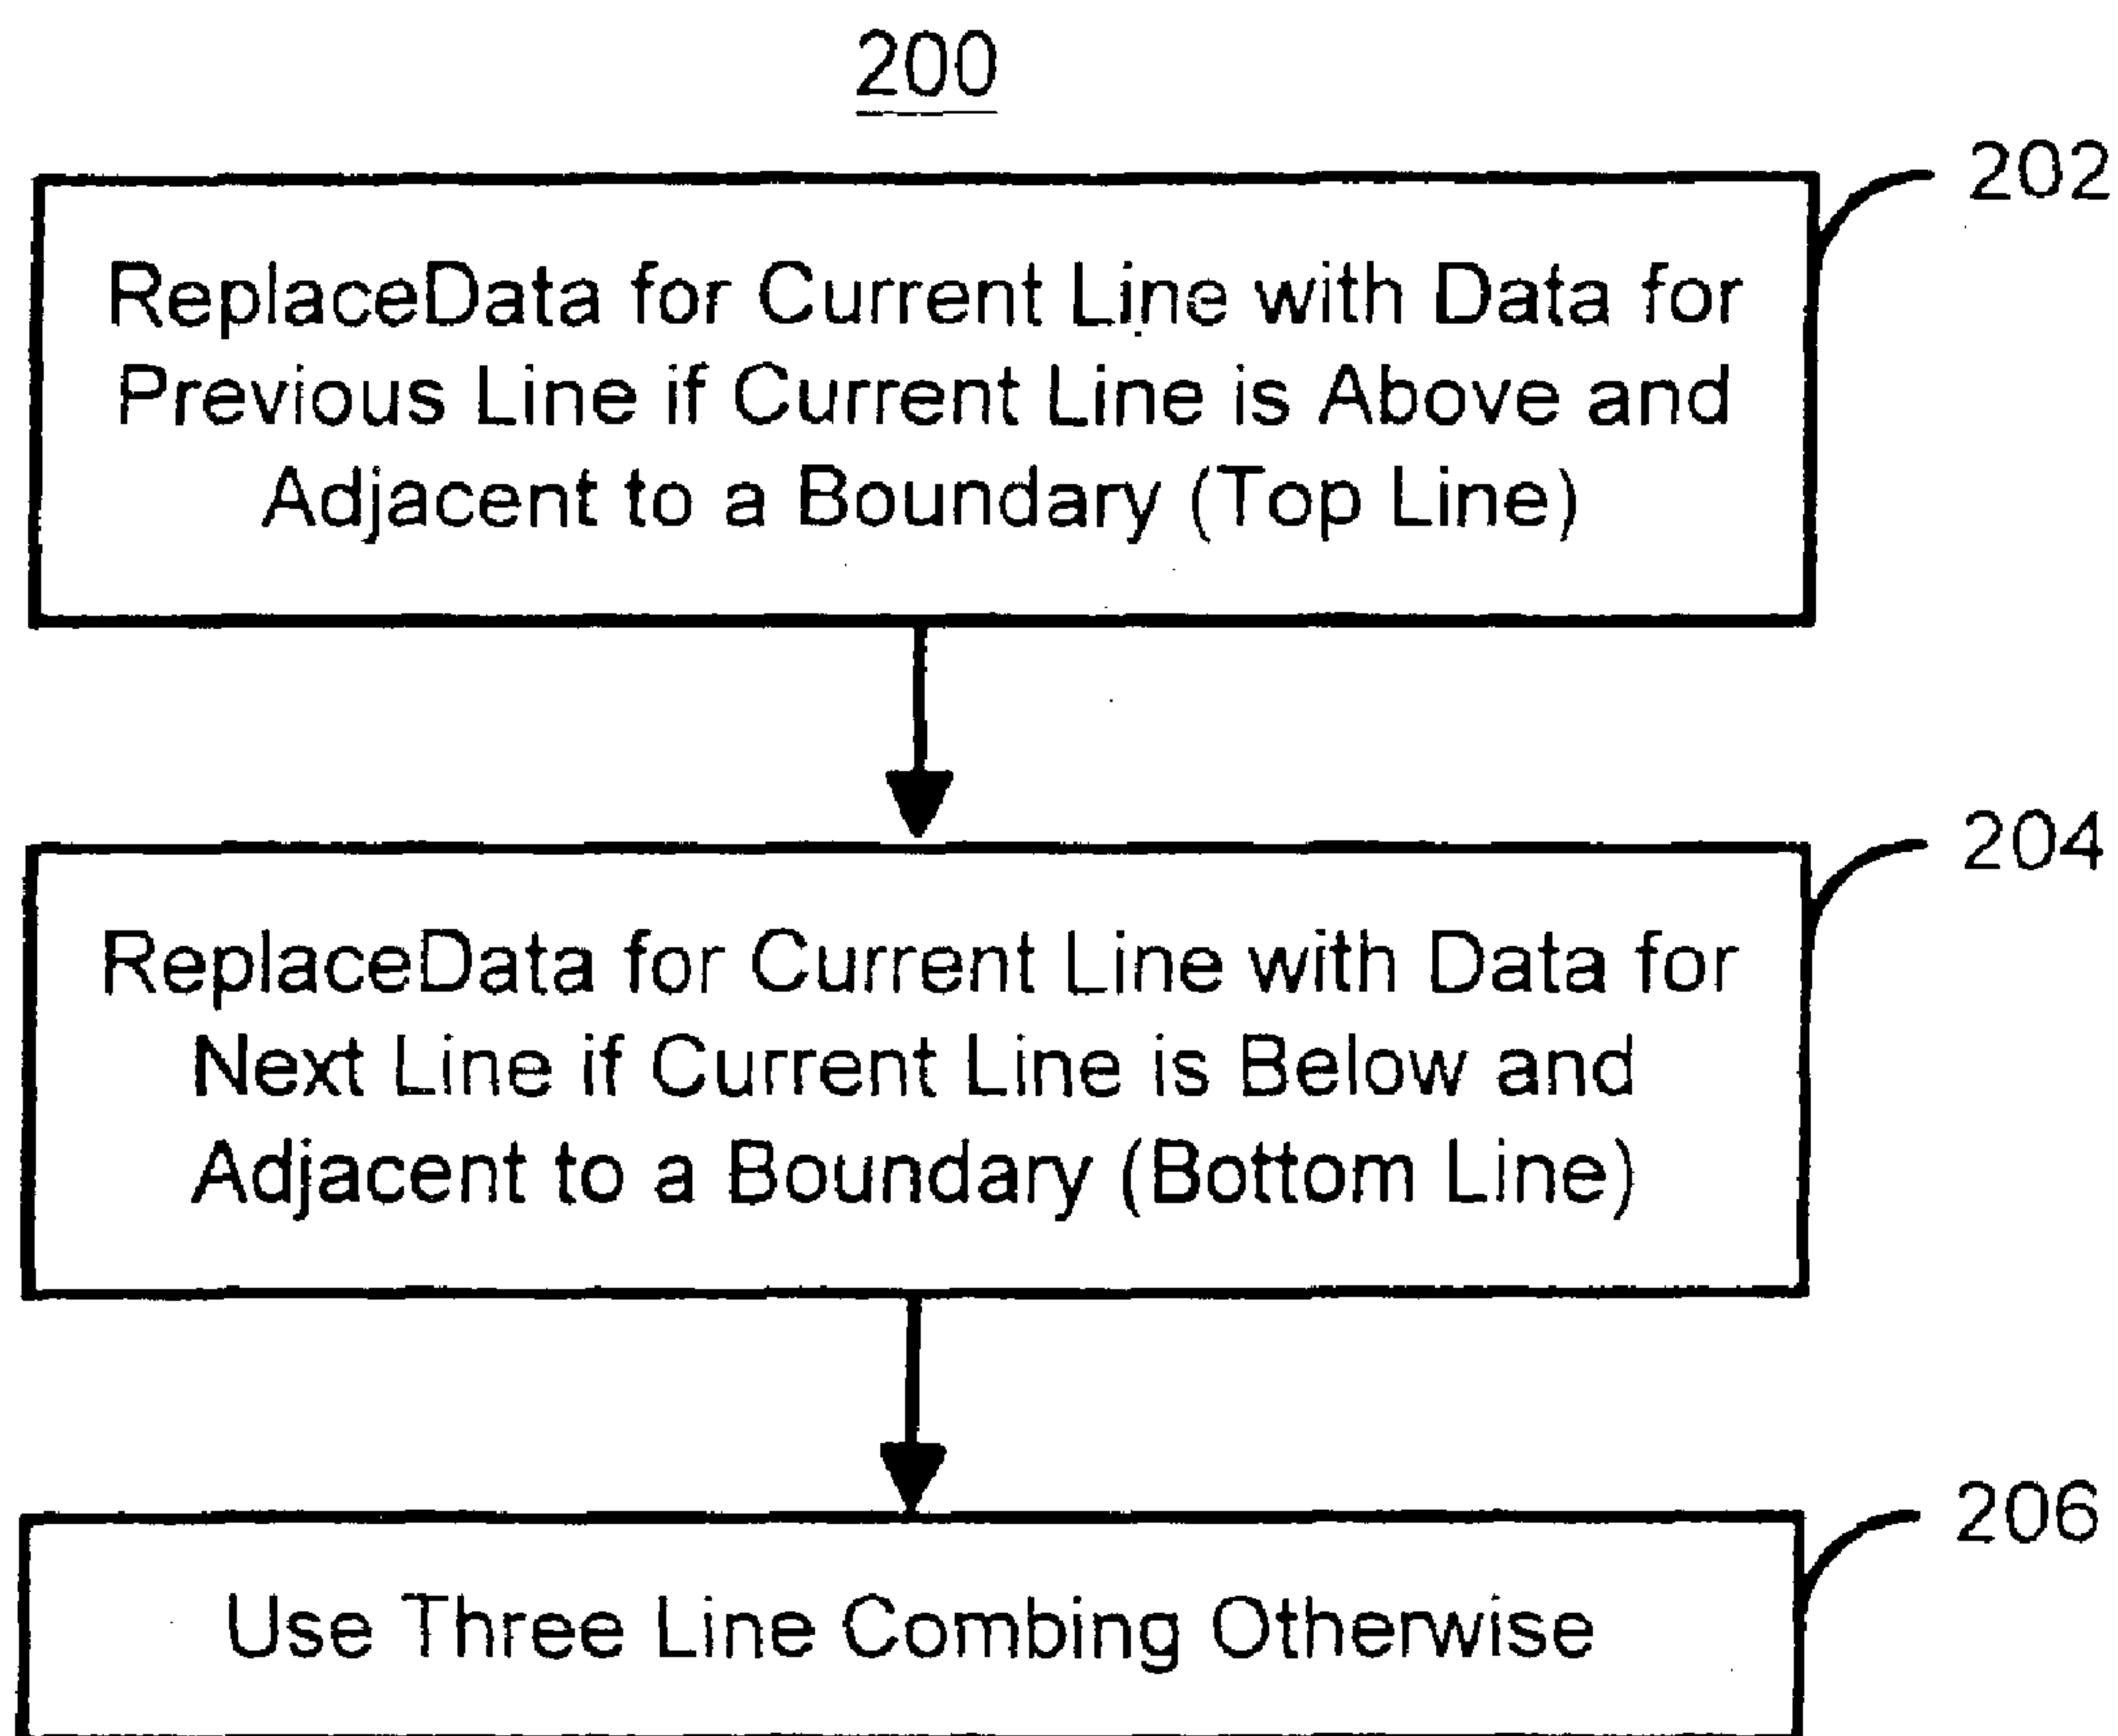 200
202
ReplaceData for Current Line with Data for
Previous Line if Current Line is Above and
Adjacent to a Boundary (Top Line)
204
ReplaceData for Current Line with Data for
Next Line if Current Line is Below and
Adjacent to a Boundary (Bottom Line)
206
Use Three Line Combing Otherwise